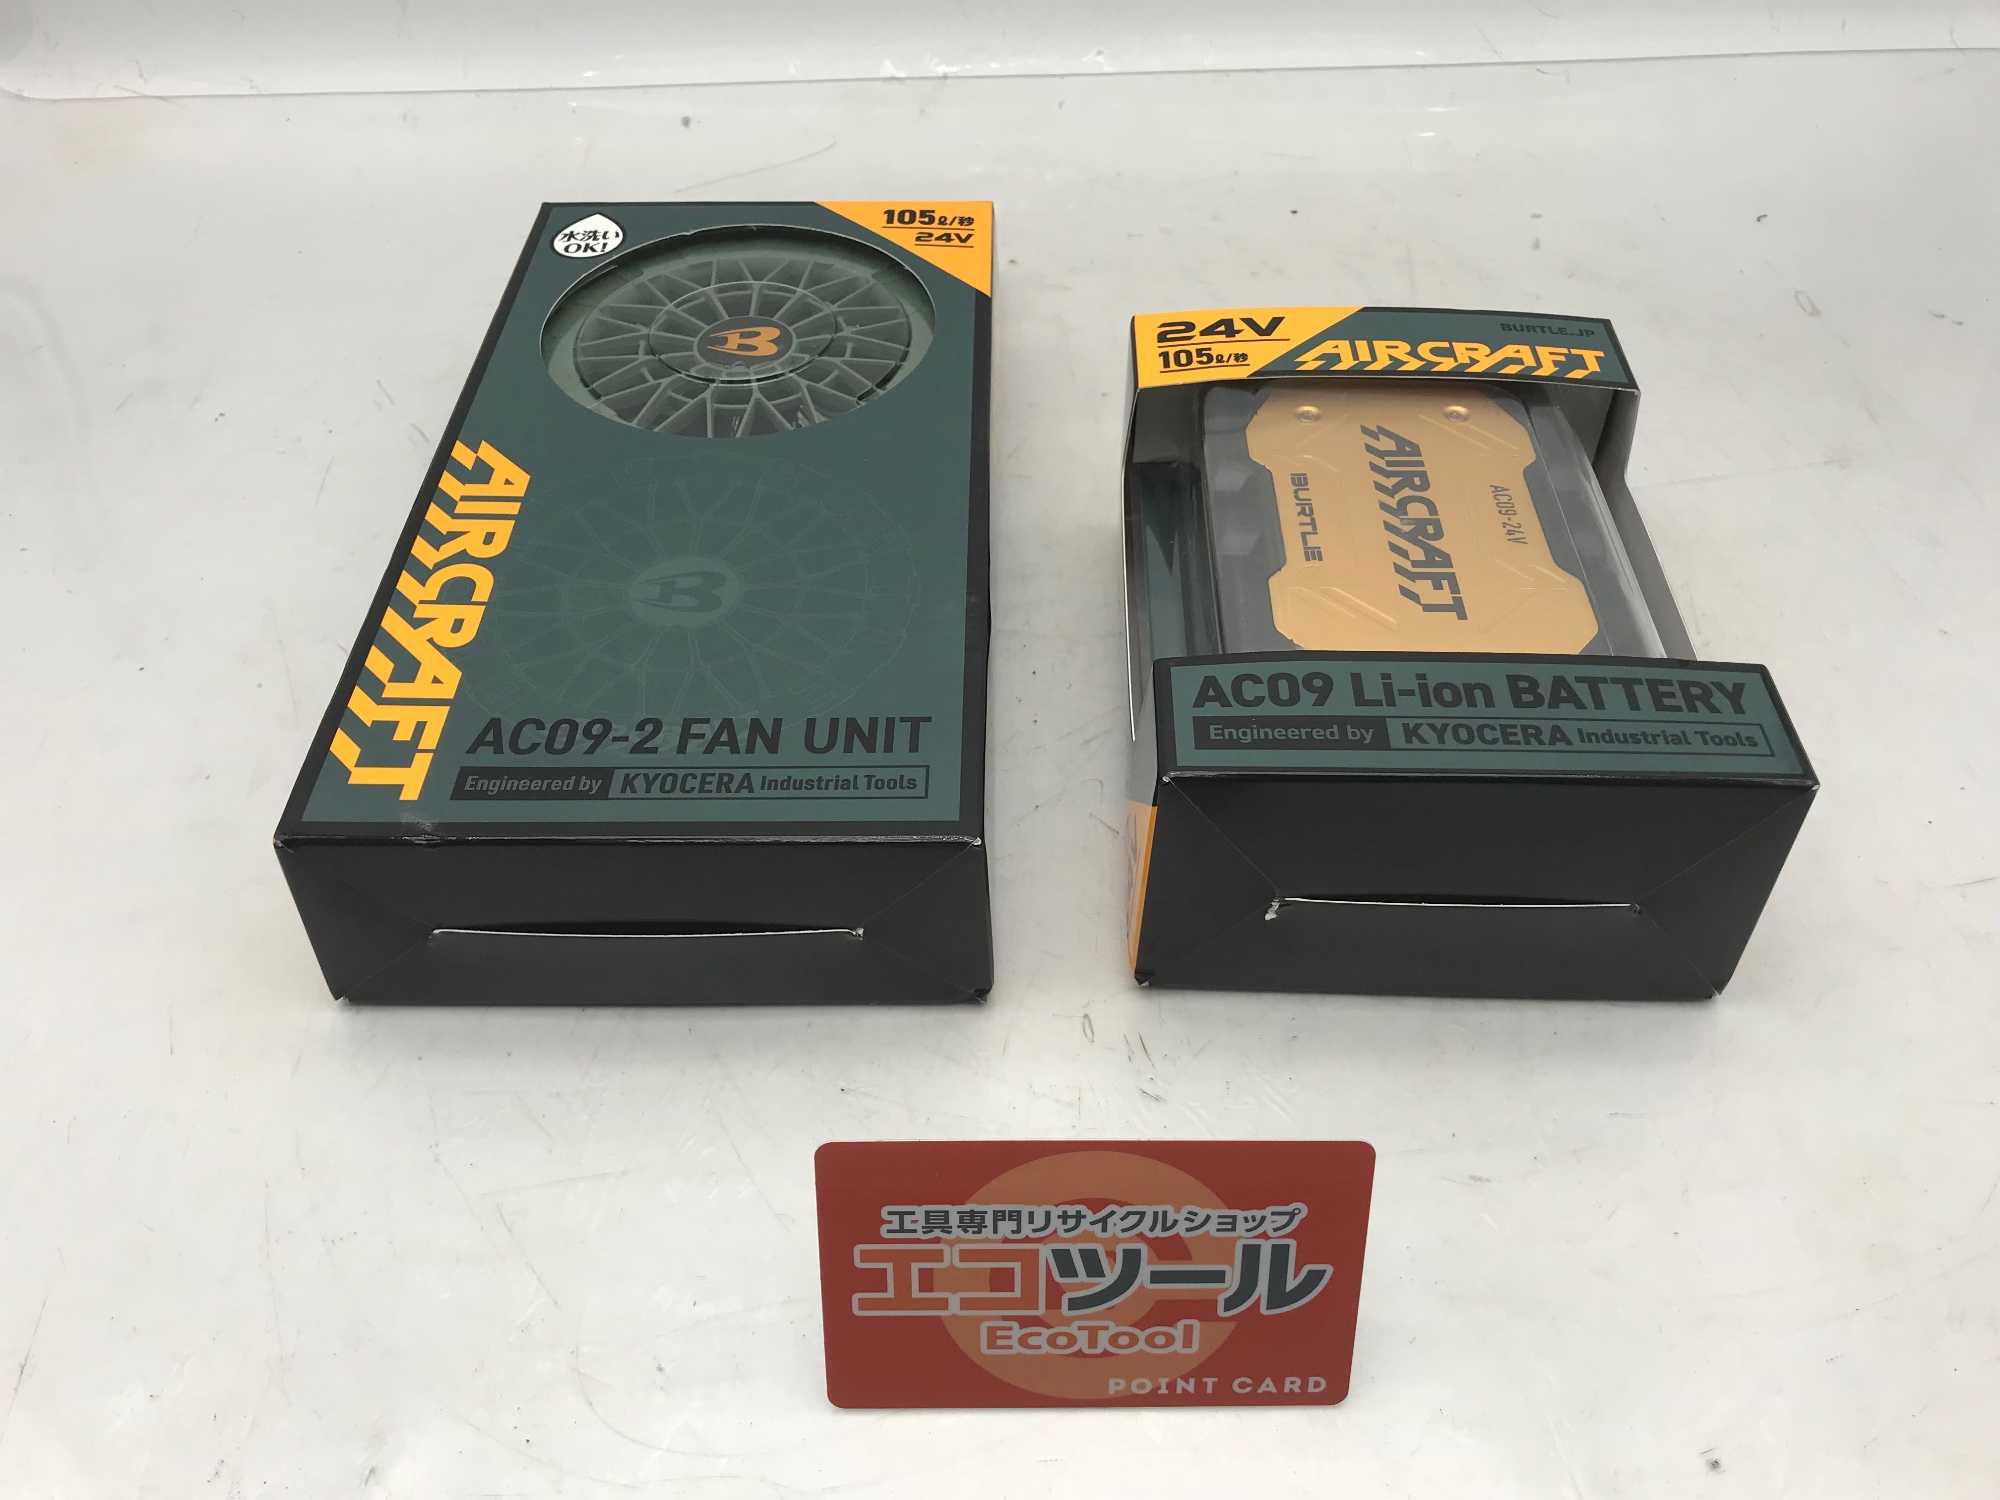 水洗い
OK!
105ℓ/秒
24V
AIRCRAFT
AC09-2 FAN UNIT
Engineered by KYOCERA Industrial Tools
24V
105ℓ/秒
AIRCRAFT
BURTLE.JP
AC09-24V
AIRCRAFT
BURTLE
AC09 Li-ion BATTERY
Engineered by KYOCERA Industrial Tools
工具専門リサイクルショップ
エコツール
EcoTool
POINT CARD